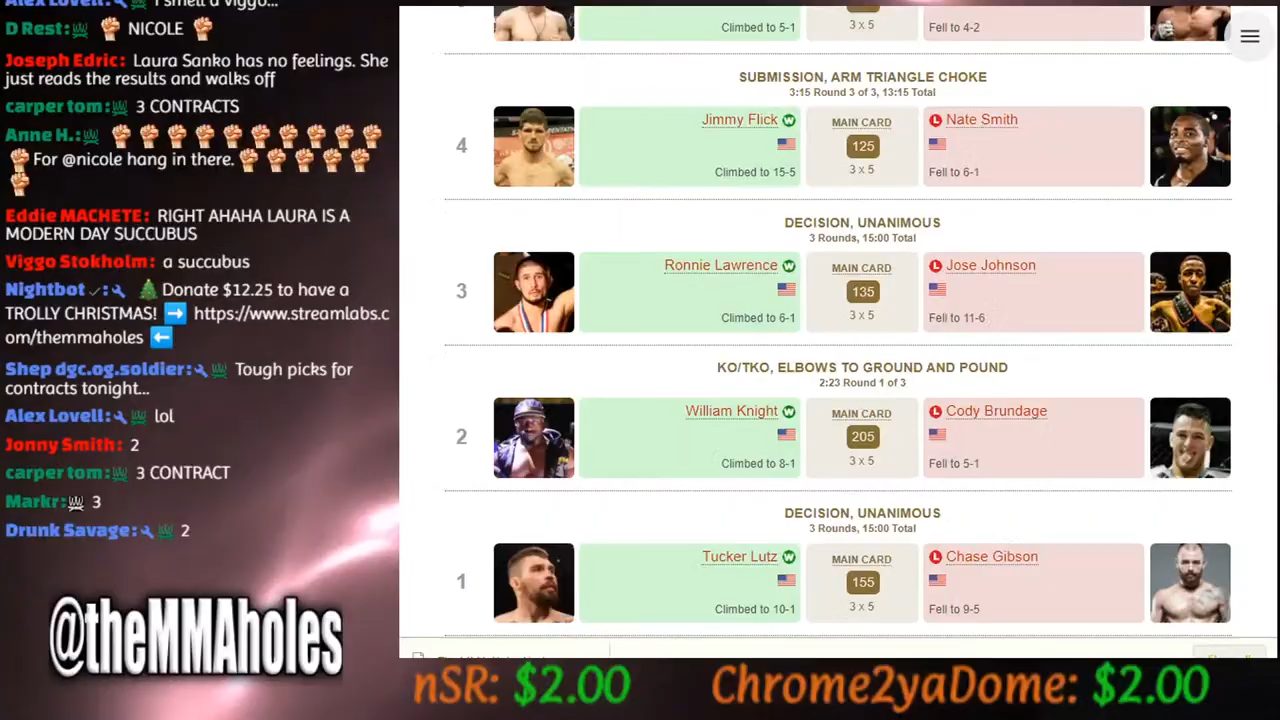 Alex Lovell: I smell a Viggo...
D Rest: NICOLE
Joseph Edric: Laura Sanko has no feelings. She
just reads the results and walks off
carper tom: 3 CONTRACTS
Anne H.:
For @nicole hang in there.
Eddie MACHETE: RIGHT AHAHA LAURA IS A
MODERN DAY SUCCUBUS
Viggo Stokholm: a succubus
Nightbot ✓: 🎄 Donate $12.25 to have a
TROLLY CHRISTMAS! ➡ https://www.streamlabs.c
om/themmaholes ⬅
Shep dgc.og.soldier: Tough picks for
contracts tonight...
Alex Lovell: lol
Jonny Smith: 2
carper tom: 3 CONTRACT
Markr: 3
Drunk Savage: 2
@theMMAholes
Climbed to 5-1
3 x 5
Fell to 4-2
SUBMISSION, ARM TRIANGLE CHOKE
3:15 Round 3 of 3, 13:15 Total
4
Jimmy Flick W
Climbed to 15-5
MAIN CARD
125
3 x 5
L Nate Smith
Fell to 6-1
DECISION, UNANIMOUS
3 Rounds, 15:00 Total
3
Ronnie Lawrence W
Climbed to 6-1
MAIN CARD
135
3 x 5
L Jose Johnson
Fell to 11-6
KO/TKO, ELBOWS TO GROUND AND POUND
2:23 Round 1 of 3
2
William Knight W
Climbed to 8-1
MAIN CARD
205
3 x 5
L Cody Brundage
Fell to 5-1
DECISION, UNANIMOUS
3 Rounds, 15:00 Total
1
Tucker Lutz W
Climbed to 10-1
MAIN CARD
155
3 x 5
L Chase Gibson
Fell to 9-5
nSR: $2.00 Chrome2yaDome: $2.00